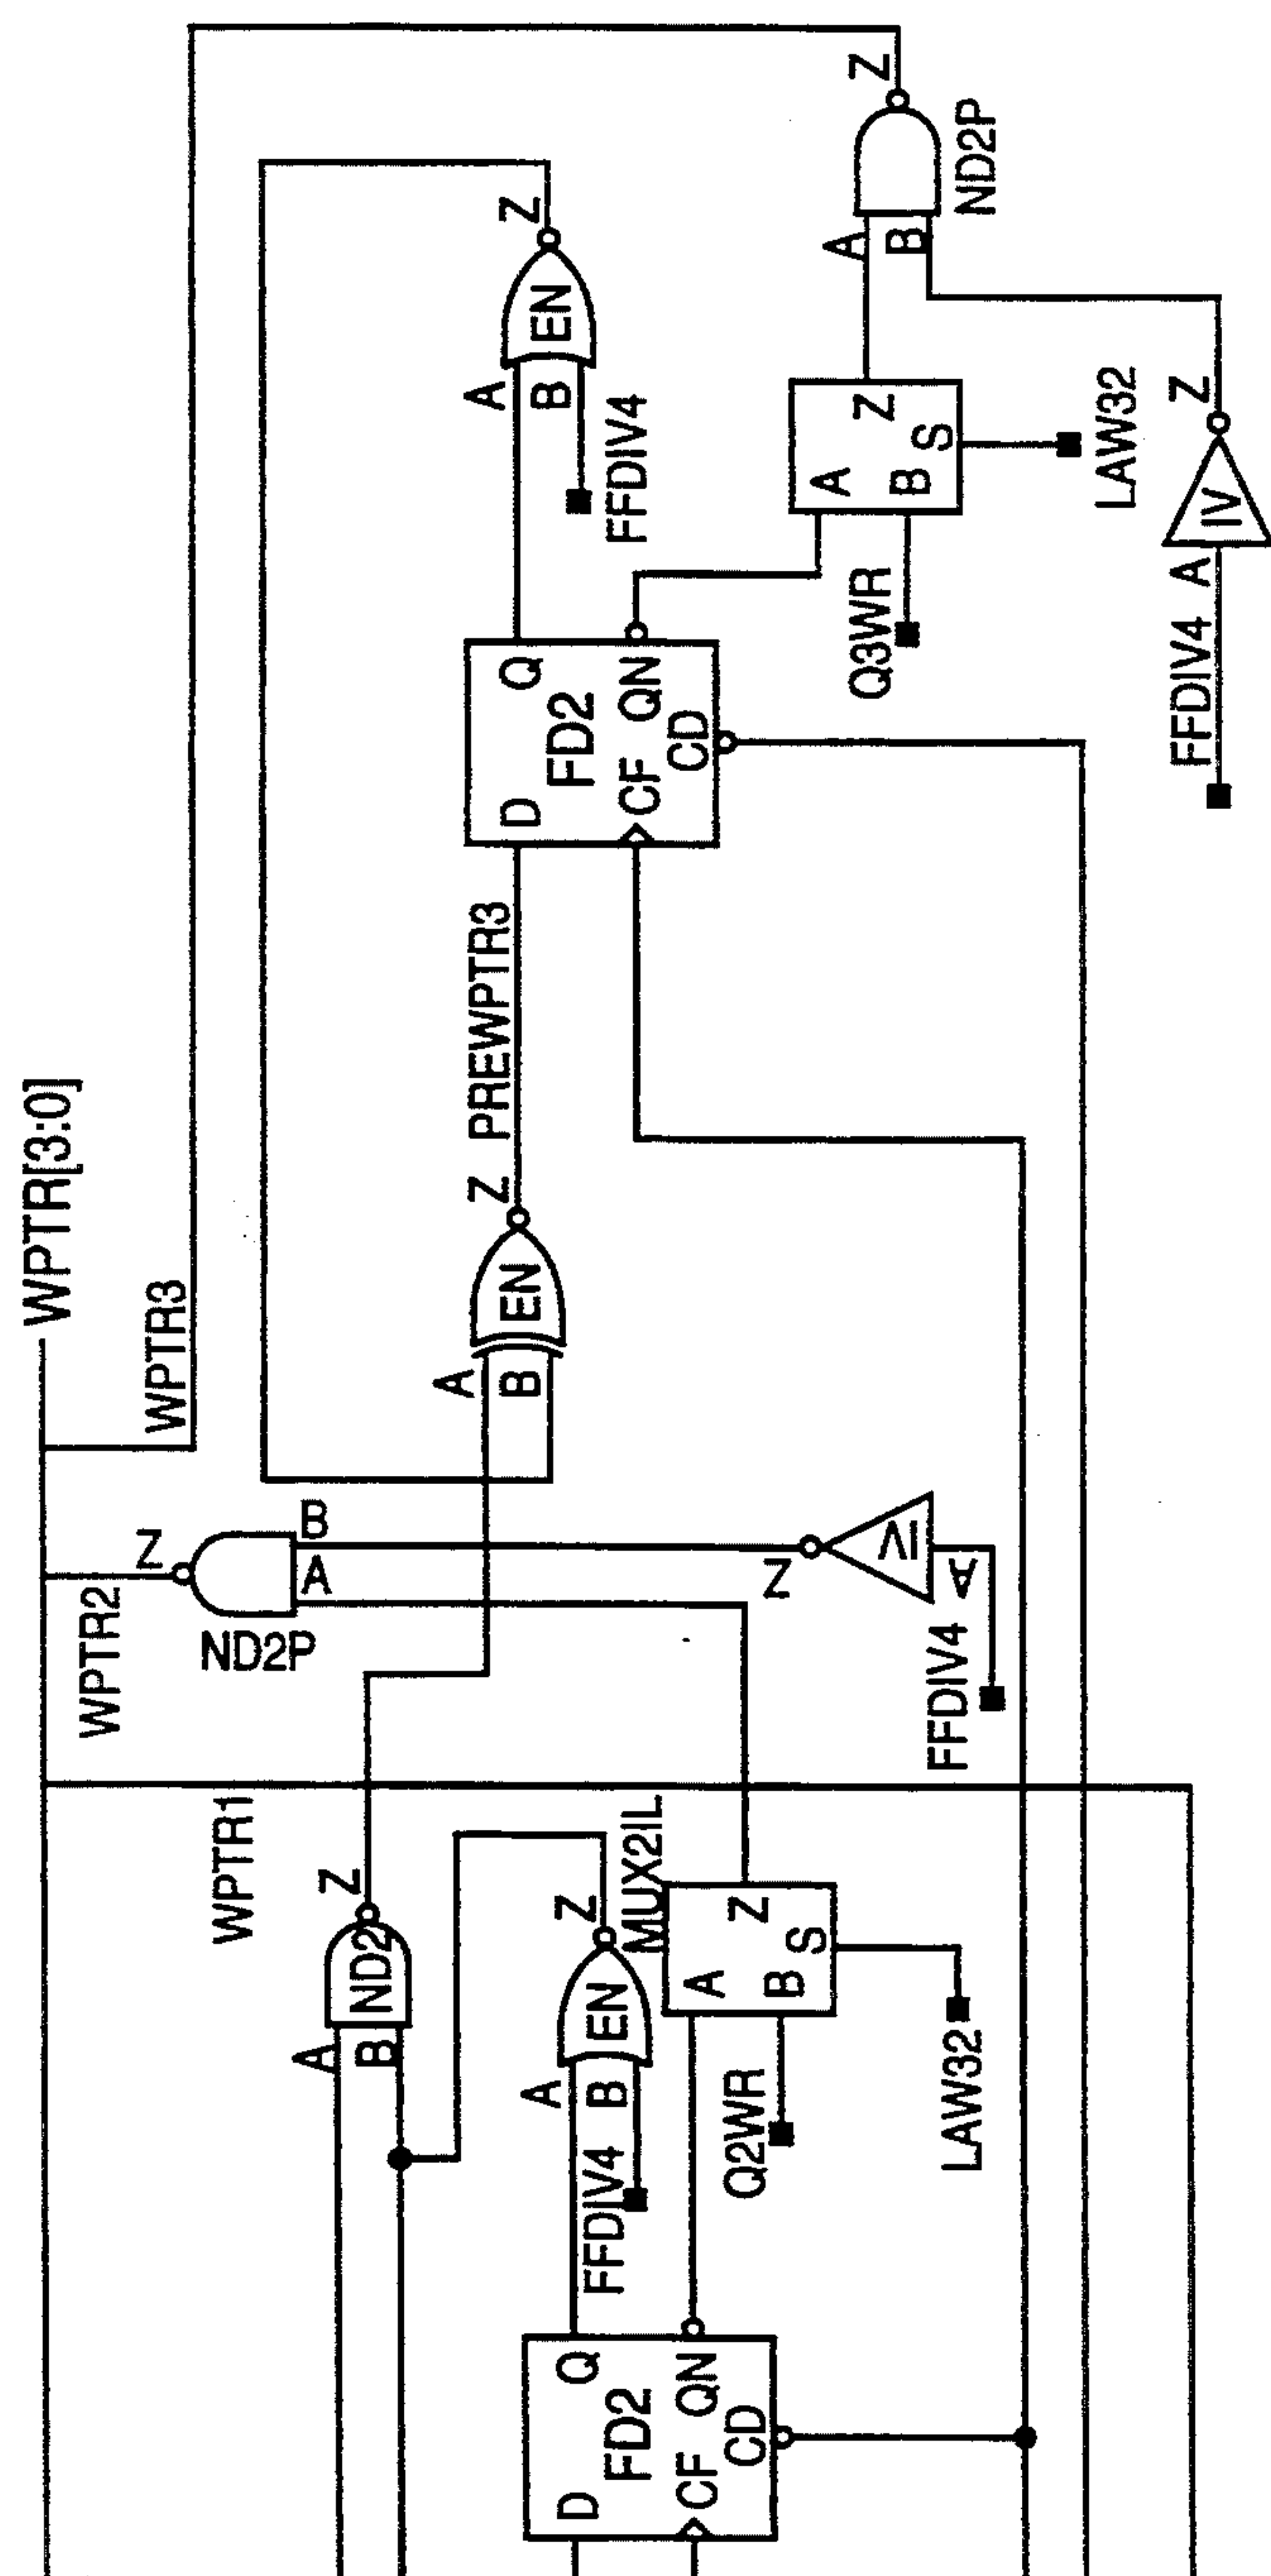 WPTR[3:0]
WPTR3
WPTR2
WPTR1
Z
ND2P
A
B
Z
EN
A
B
FFDIV4
Z
A
B
S
LAW32
Q3WR
Z
IV
A
FFDIV4
Q
QN
FD2
D
CF
CD
PREWPTR3
Z
EN
A
B
Z
B
A
ND2P
Z
IV
A
FFDIV4
Z
ND2
A
B
Z
EN
A
B
FFDIV4
MUX2IL
Z
A
B
S
Q2WR
LAW32
Q
QN
FD2
D
CF
CD